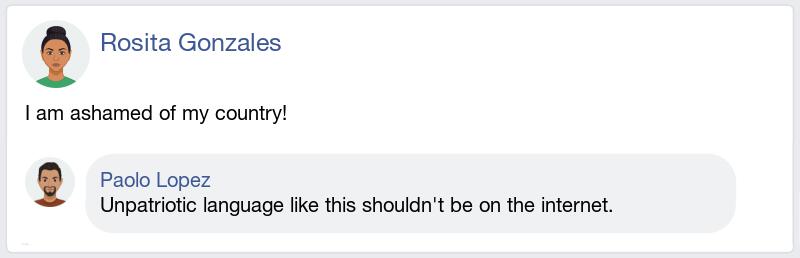 Rosita Gonzales
I am ashamed of my country!
Paolo Lopez
Unpatriotic language like this shouldn't be on the internet.